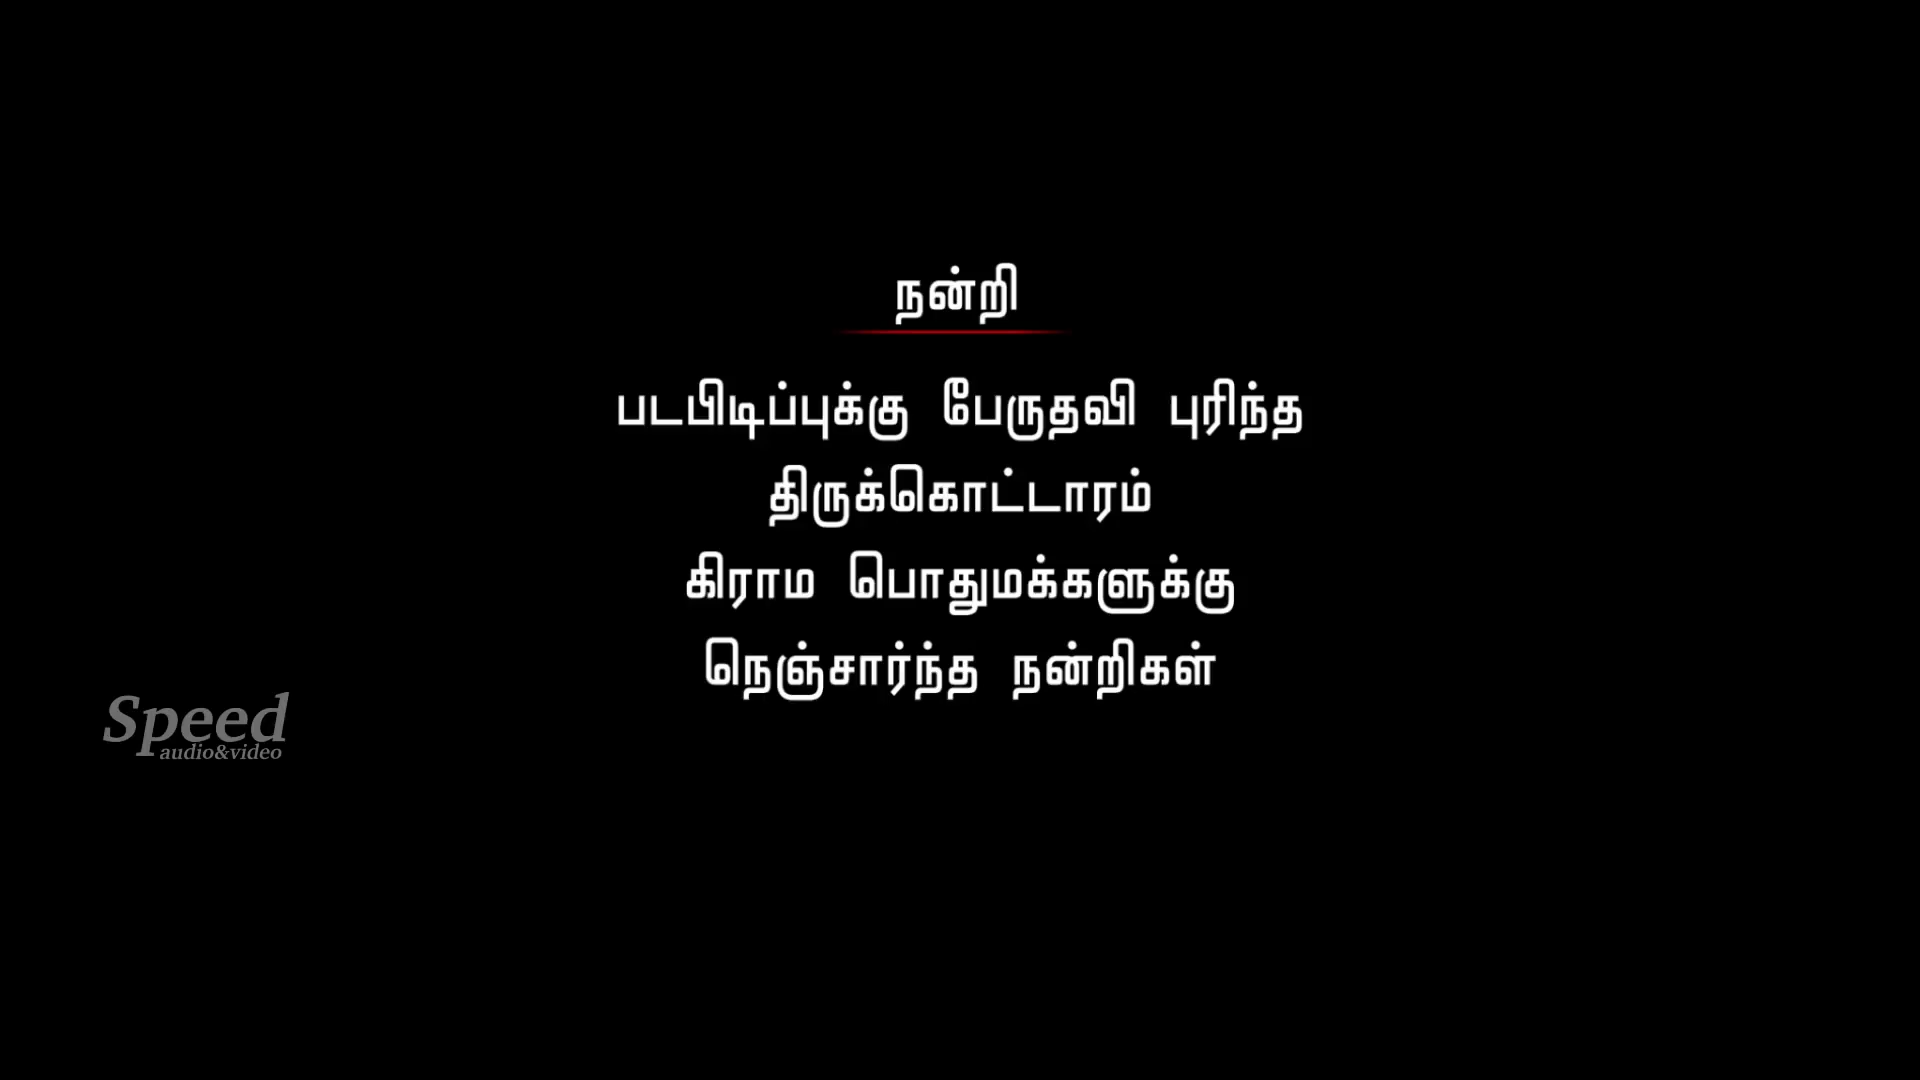 நன்றி
படபிடிப்புக்கு பேருதவி புரிந்த
திருக்கொட்டாரம்
கிராம பொதுமக்களுக்கு
நெஞ்சார்ந்த நன்றிகள்
Speed
audio&video